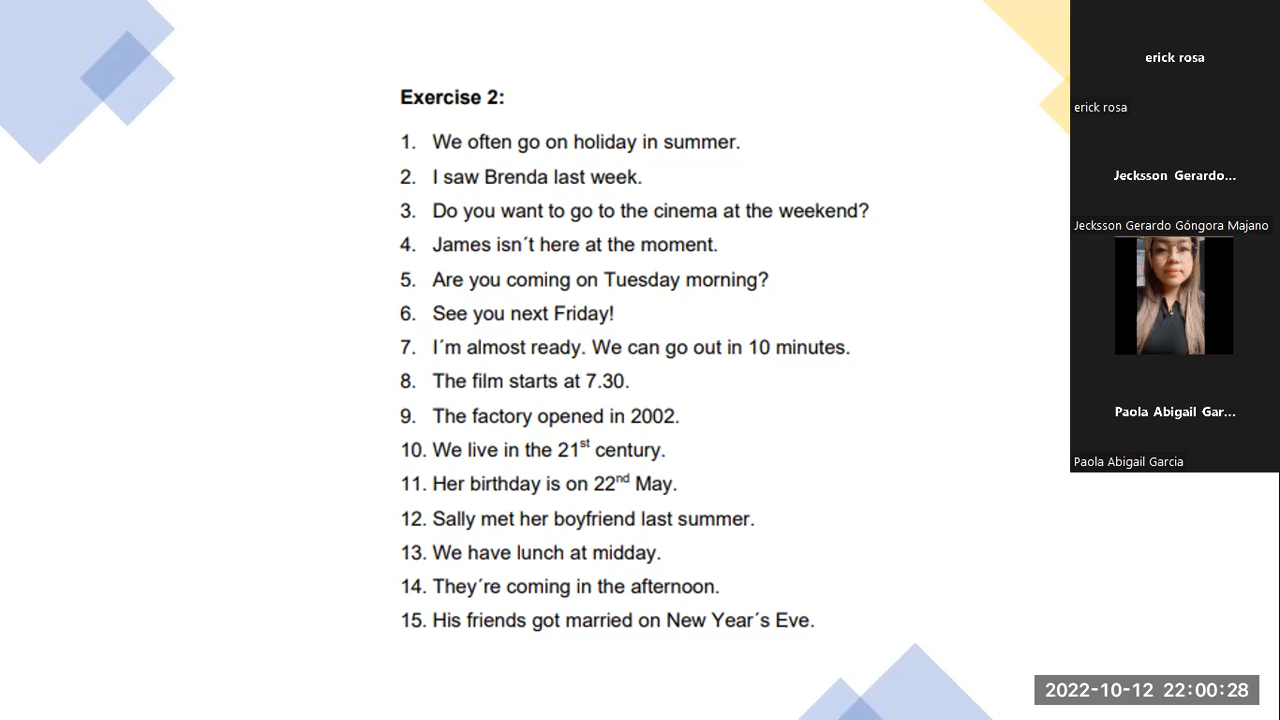 Exercise 2:
1. We often go on holiday in summer.
2. I saw Brenda last week.
3. Do you want to go to the cinema at the weekend?
4. James isn´t here at the moment.
5. Are you coming on Tuesday morning?
6. See you next Friday!
7. I´m almost ready. We can go out in 10 minutes.
8. The film starts at 7.30.
9. The factory opened in 2002.
10. We live in the 21st century.
11. Her birthday is on 22nd May.
12. Sally met her boyfriend last summer.
13. We have lunch at midday.
14. They´re coming in the afternoon.
15. His friends got married on New Year´s Eve.
erick rosa
erick rosa
Jecksson Gerardo...
Jecksson Gerardo Góngora Majano
Paola Abigail Gar...
Paola Abigail Garcia
2022-10-12 22:00:28